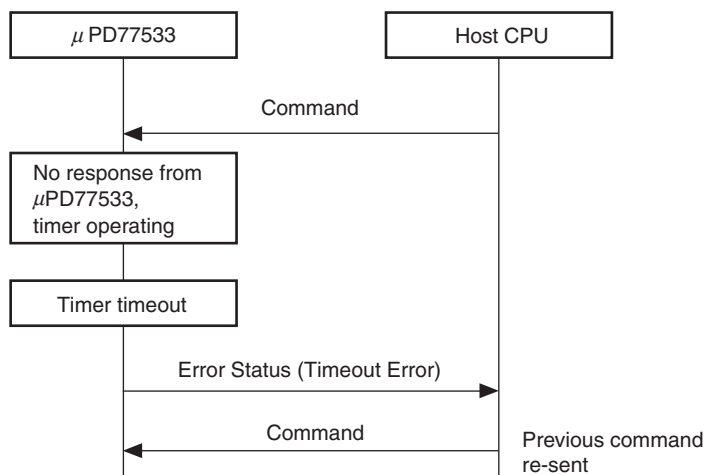 μ PD77533
Host CPU
Command
No response from
μPD77533,
timer operating
Timer timeout
Error Status (Timeout Error)
Command
Previous command
re-sent